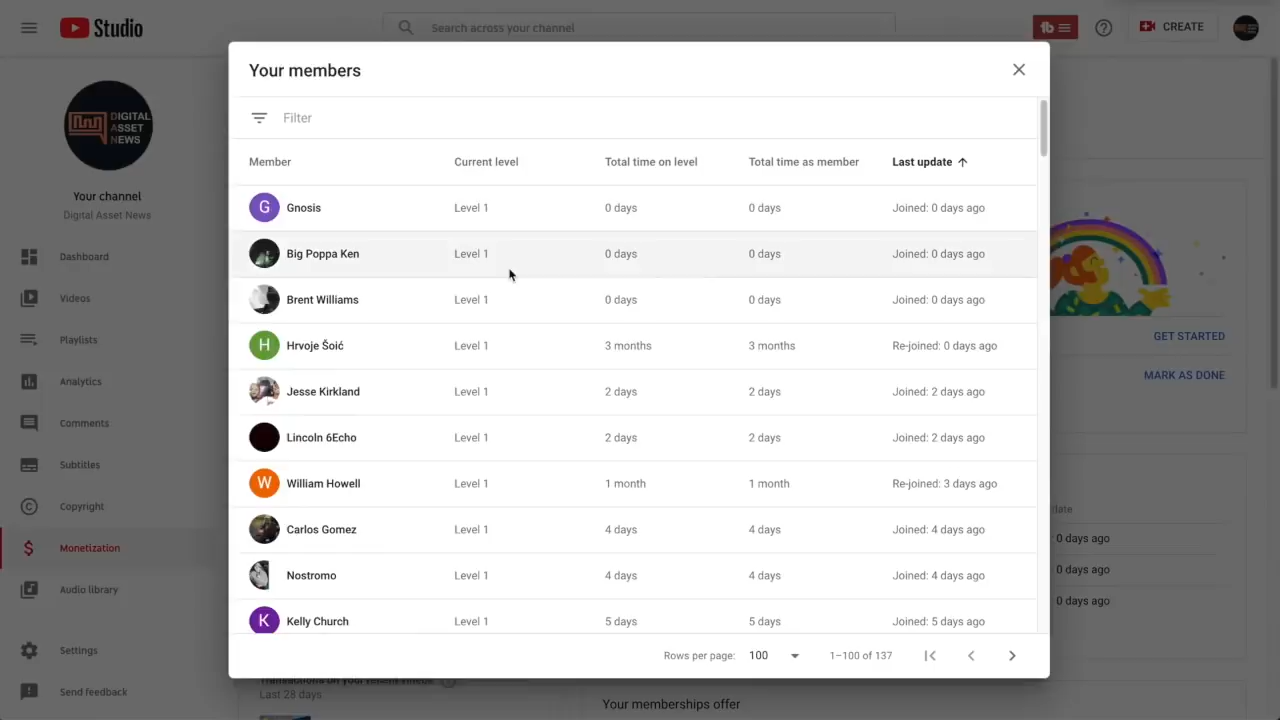 Studio
Search across your channel
CREATE
Your members
Filter
Member Current level Total time on level Total time as member Last update
G Gnosis Level 1 0 days 0 days Joined: 0 days ago
Big Poppa Ken Level 1 0 days 0 days Joined: 0 days ago
Brent Williams Level 1 0 days 0 days Joined: 0 days ago
H Hrvoje Šoić Level 1 3 months 3 months Re-joined: 0 days ago
Jesse Kirkland Level 1 2 days 2 days Joined: 2 days ago
Lincoln 6Echo Level 1 2 days 2 days Joined: 2 days ago
W William Howell Level 1 1 month 1 month Re-joined: 3 days ago
Carlos Gomez Level 1 4 days 4 days Joined: 4 days ago
Nostromo Level 1 4 days 4 days Joined: 4 days ago
K Kelly Church Level 1 5 days 5 days Joined: 5 days ago
Rows per page: 100 1–100 of 137
DIGITAL
ASSET
NEWS
Your channel
Digital Asset News
Dashboard
Videos
Playlists
Analytics
Comments
Subtitles
Copyright
Monetization
Audio library
Settings
Send feedback
GET STARTED
MARK AS DONE
0 days ago
0 days ago
0 days ago
Last 28 days
Your memberships offer